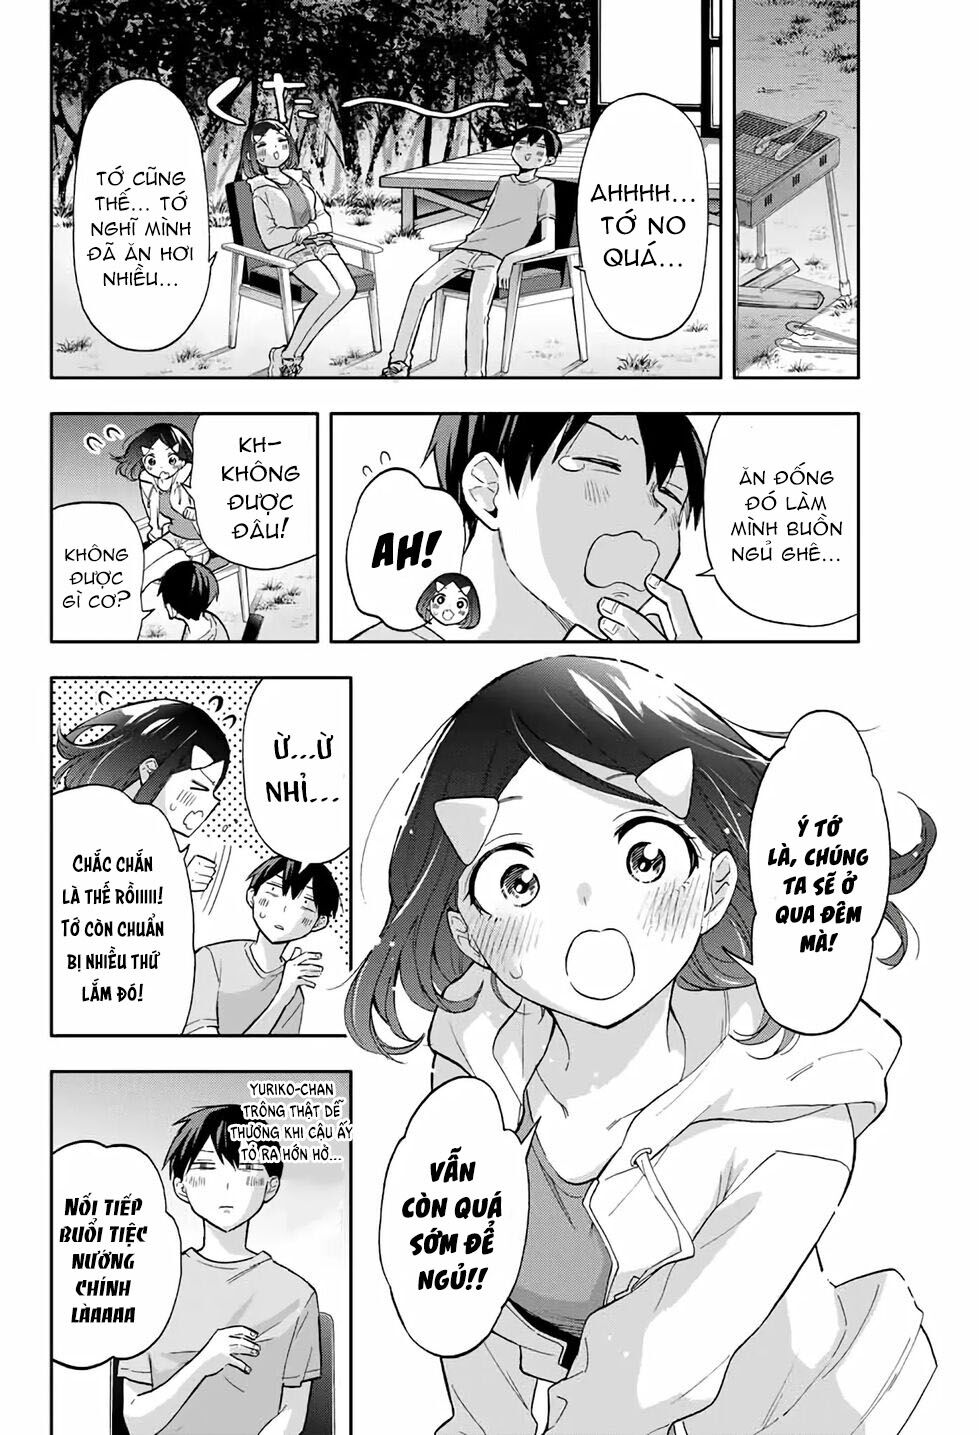 AHHHH...
TỚ NO
QUÁ...
くた〜
TỚ CŨNG
THẾ... TỚ
NGHĨ MÌNH
ĐÃ ĂN HƠI
NHIỀU...
ĂN ĐỐNG
ĐÓ LÀM
MÌNH BUỒN
NGỦ GHÊ...
AH!
KH-
KHÔNG
ĐƯỢC
ĐÂU!
KHÔNG
ĐƯỢC
GÌ CƠ?
Ý TỚ
LÀ, CHÚNG
TA SẼ Ở
QUA ĐÊM
MÀ!
VẪN
CÒN QUÁ
SỚM ĐỂ
NGỦ!!
Ừ...Ừ
NHỈ...
CHẮC CHẮN
LÀ THẾ RỒIIIII!
TỚ CÒN CHUẨN
BỊ NHIỀU THỨ
LẮM ĐÓ!
YURIKO-CHAN
TRÔNG THẬT DỄ
THƯƠNG KHI CẬU ẤY
TỎ RA HỚN HỞ...
NỐI TIẾP
BUỔI TIỆC
NƯỚNG
CHÍNH
LÀAAAA